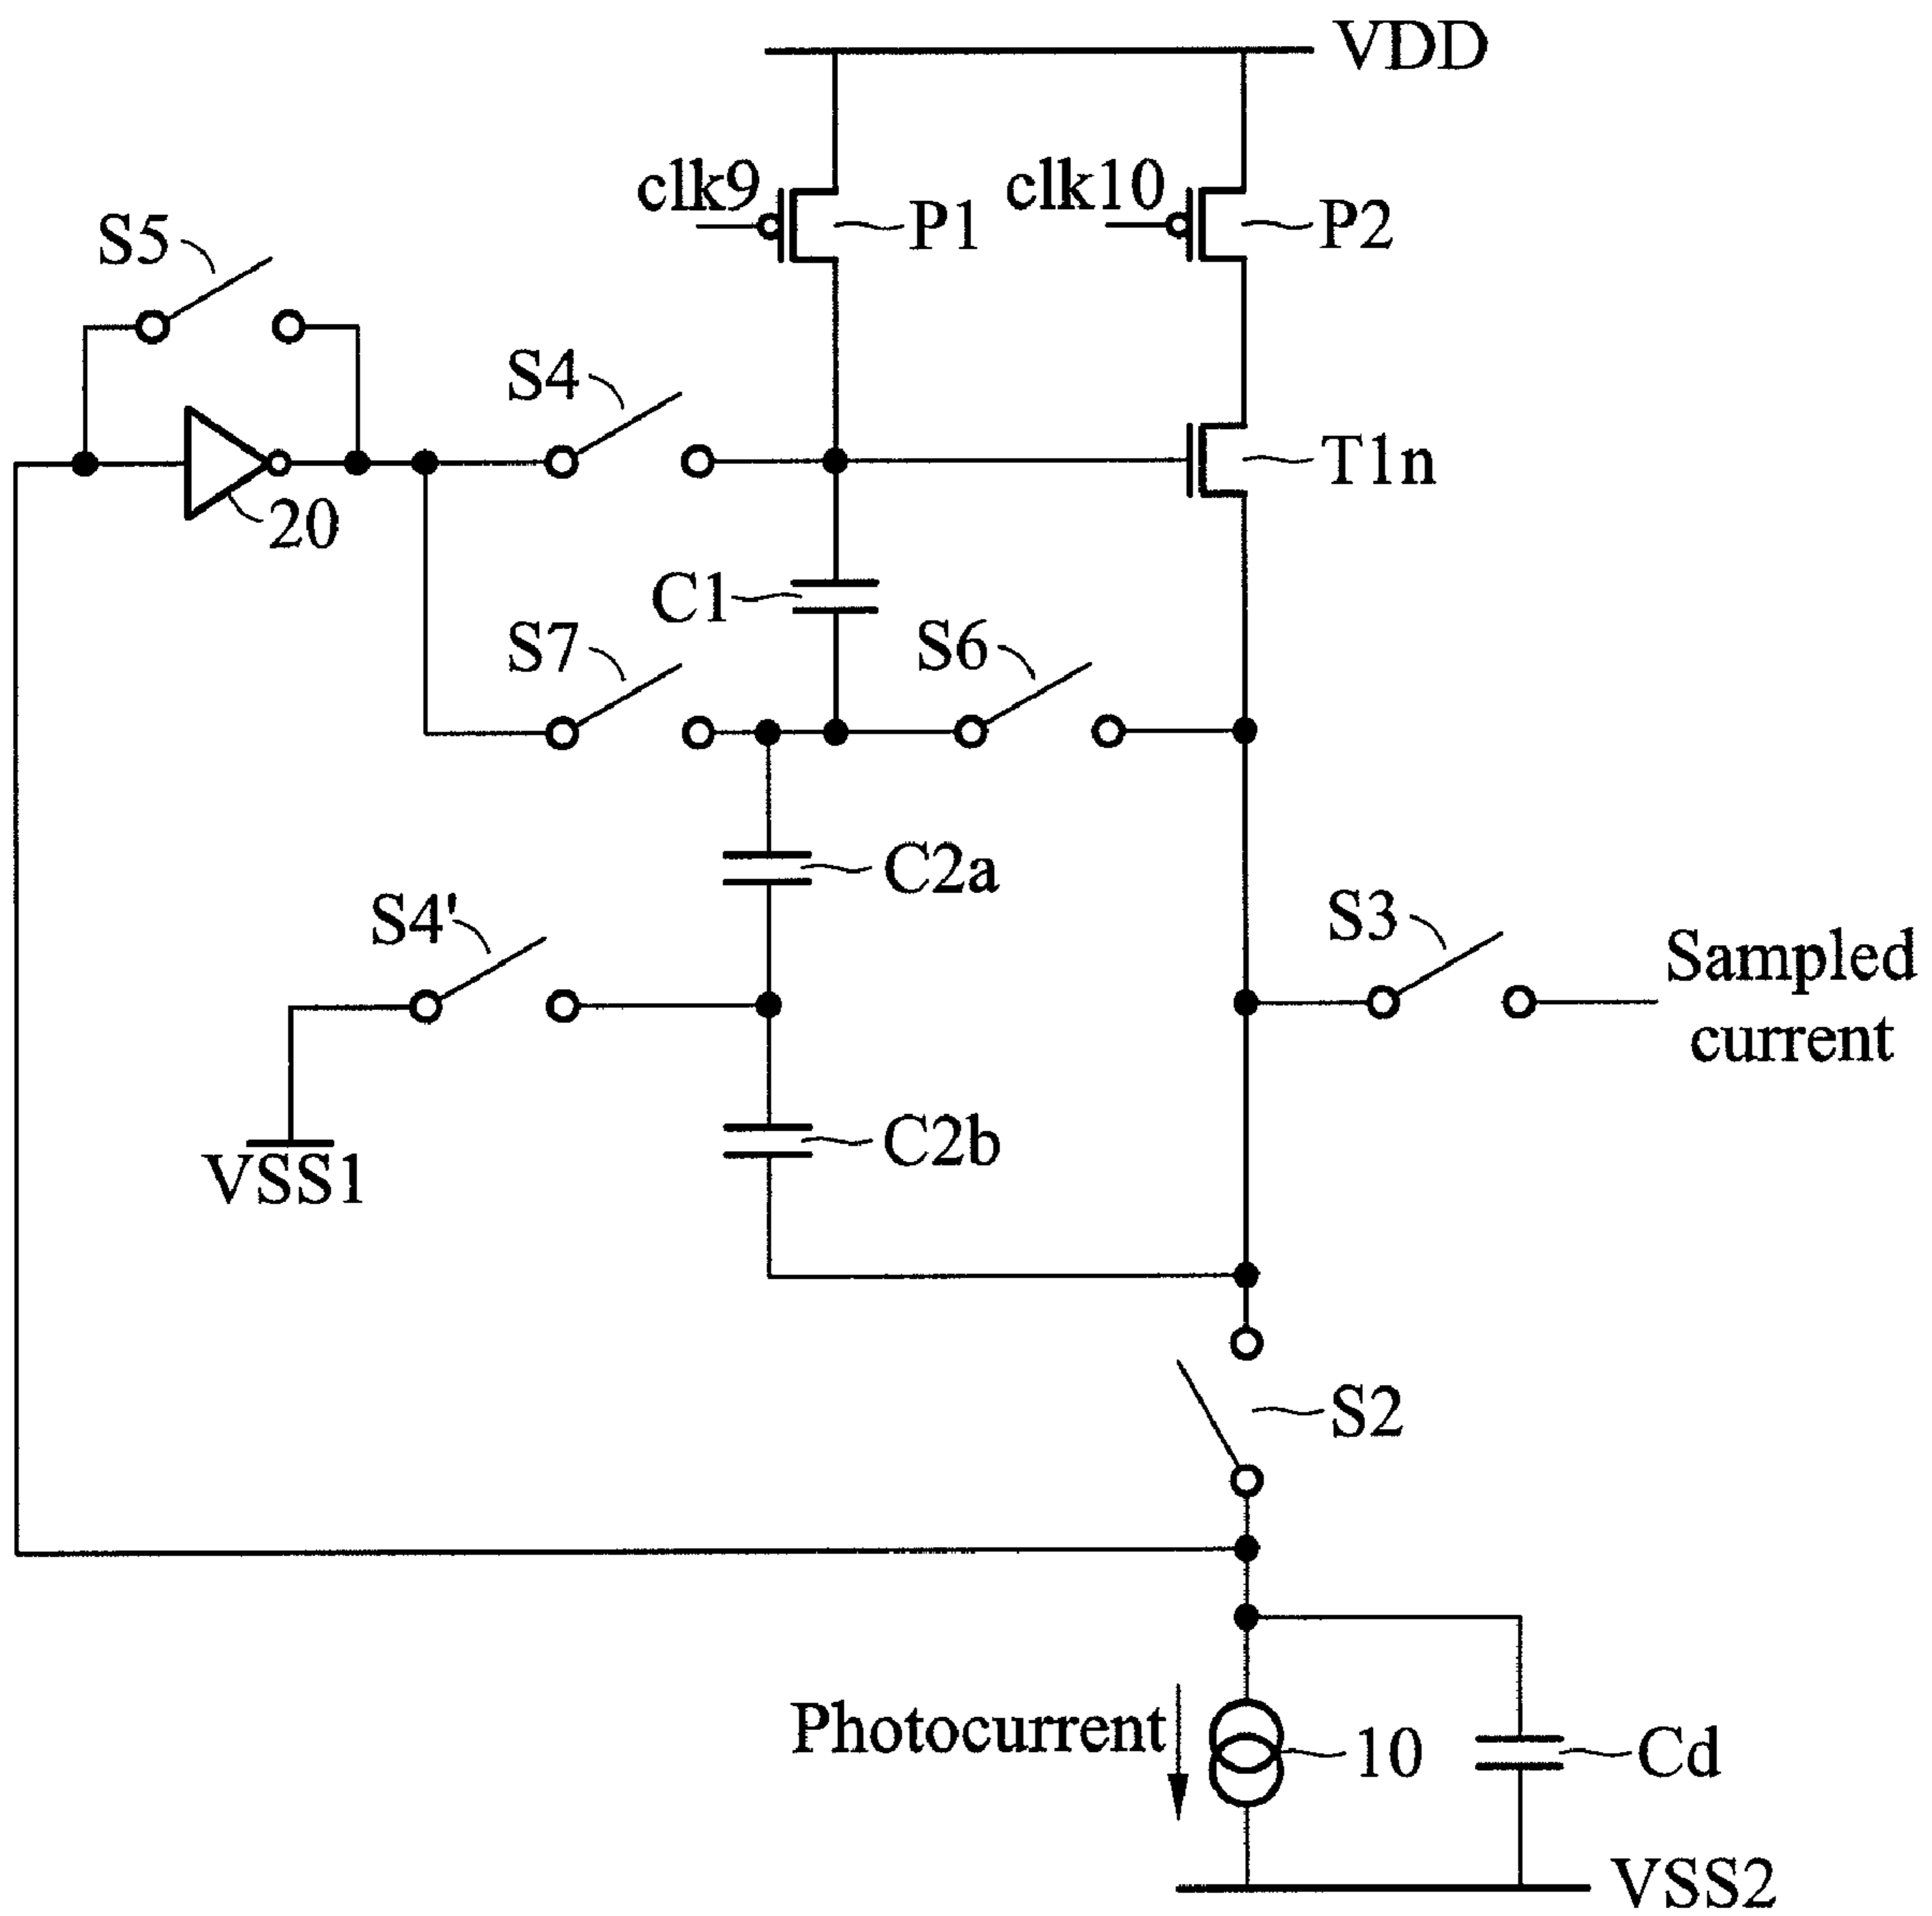 VDD
clk9
clk10
P1
P2
S5
S4
T1n
20
C1
S7
S6
C2a
S4'
S3
Sampled
current
C2b
VSS1
S2
Photocurrent
10
Cd
VSS2